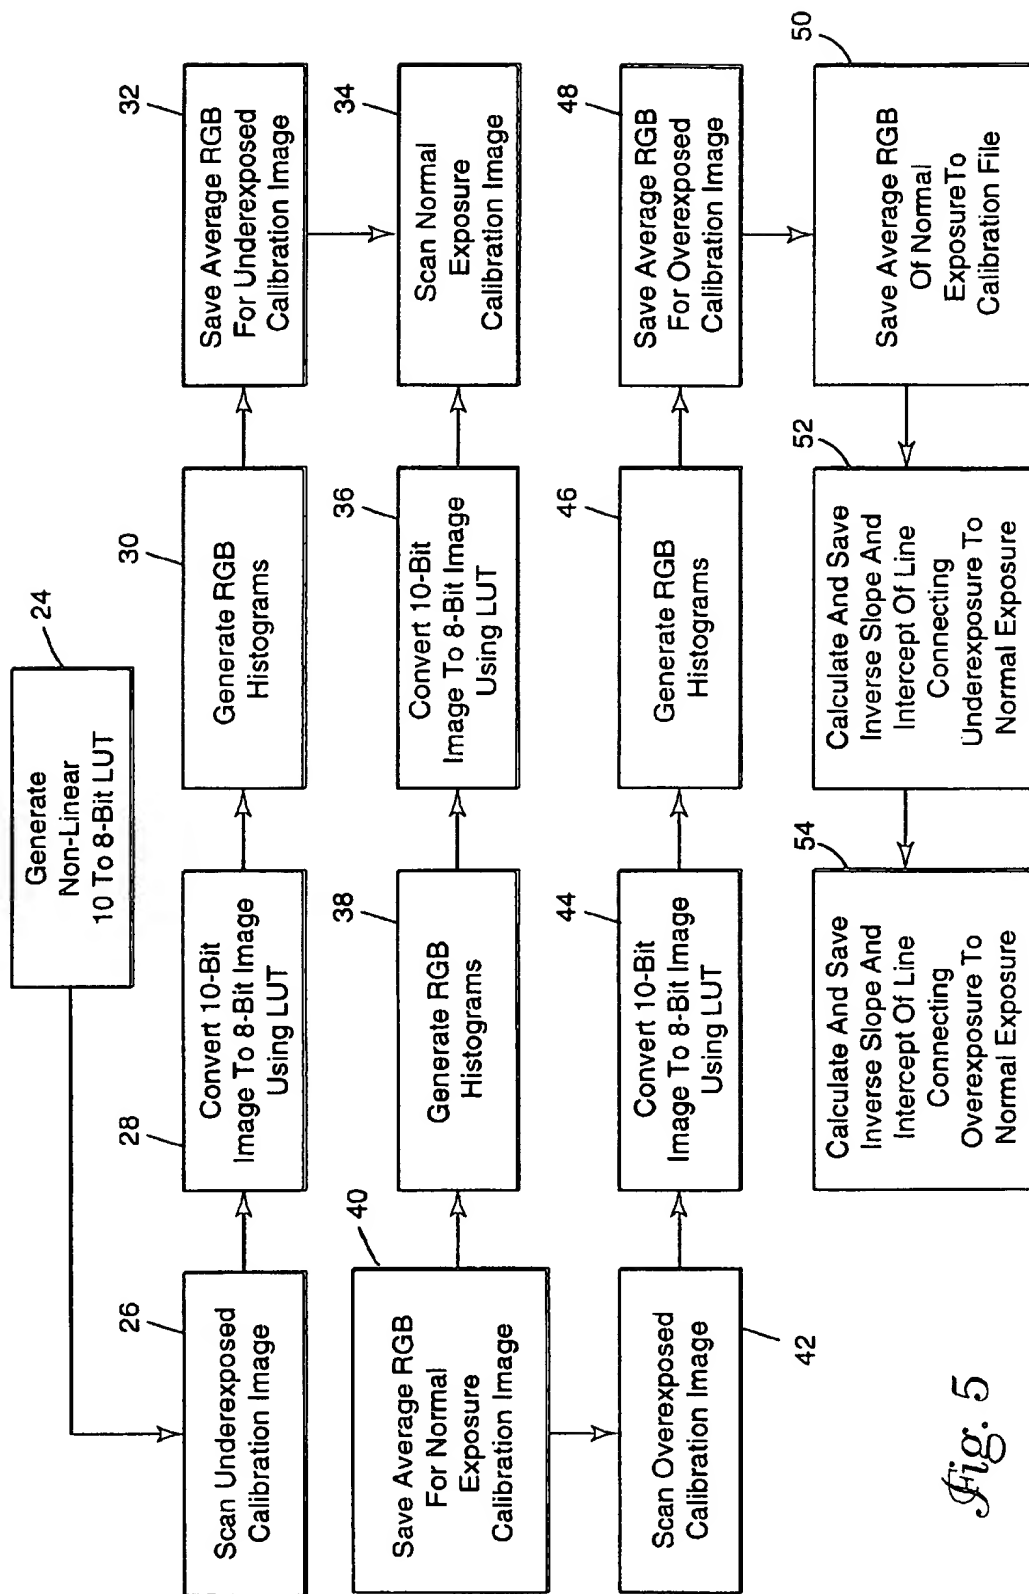 24
Generate
Non-Linear
10 To 8-Bit LUT
26
Scan Underexposed
Calibration Image
28
Convert 10-Bit
Image To 8-Bit Image
Using LUT
30
Generate RGB
Histograms
32
Save Average RGB
For Underexposed
Calibration Image
34
Scan Normal
Exposure
Calibration Image
36
Convert 10-Bit
Image To 8-Bit Image
Using LUT
38
Generate RGB
Histograms
40
Save Average RGB
For Normal
Exposure
Calibration Image
42
Scan Overexposed
Calibration Image
44
Convert 10-Bit
Image To 8-Bit Image
Using LUT
46
Generate RGB
Histograms
48
Save Average RGB
For Overexposed
Calibration Image
50
Save Average RGB
Of Normal
ExposureTo
Calibration File
52
Calculate And Save
Inverse Slope And
Intercept Of Line
Connecting
Underexposure To
Normal Exposure
54
Calculate And Save
Inverse Slope And
Intercept Of Line
Connecting
Overexposure To
Normal Exposure
Fig. 5